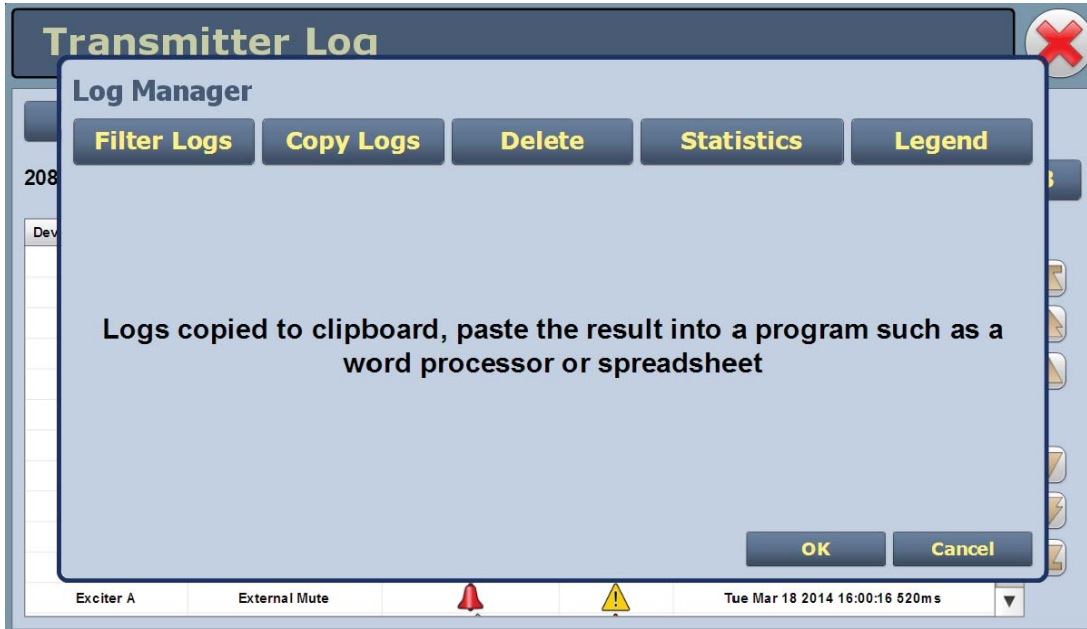 Transmitter Log
Log Manager
Filter Logs Copy Logs Delete Statistics Legend
208
Dev
Logs copied to clipboard, paste the result into a program such as a
word processor or spreadsheet
OK Cancel
Exciter A External Mute Tue Mar 18 2014 16:00:16 520ms